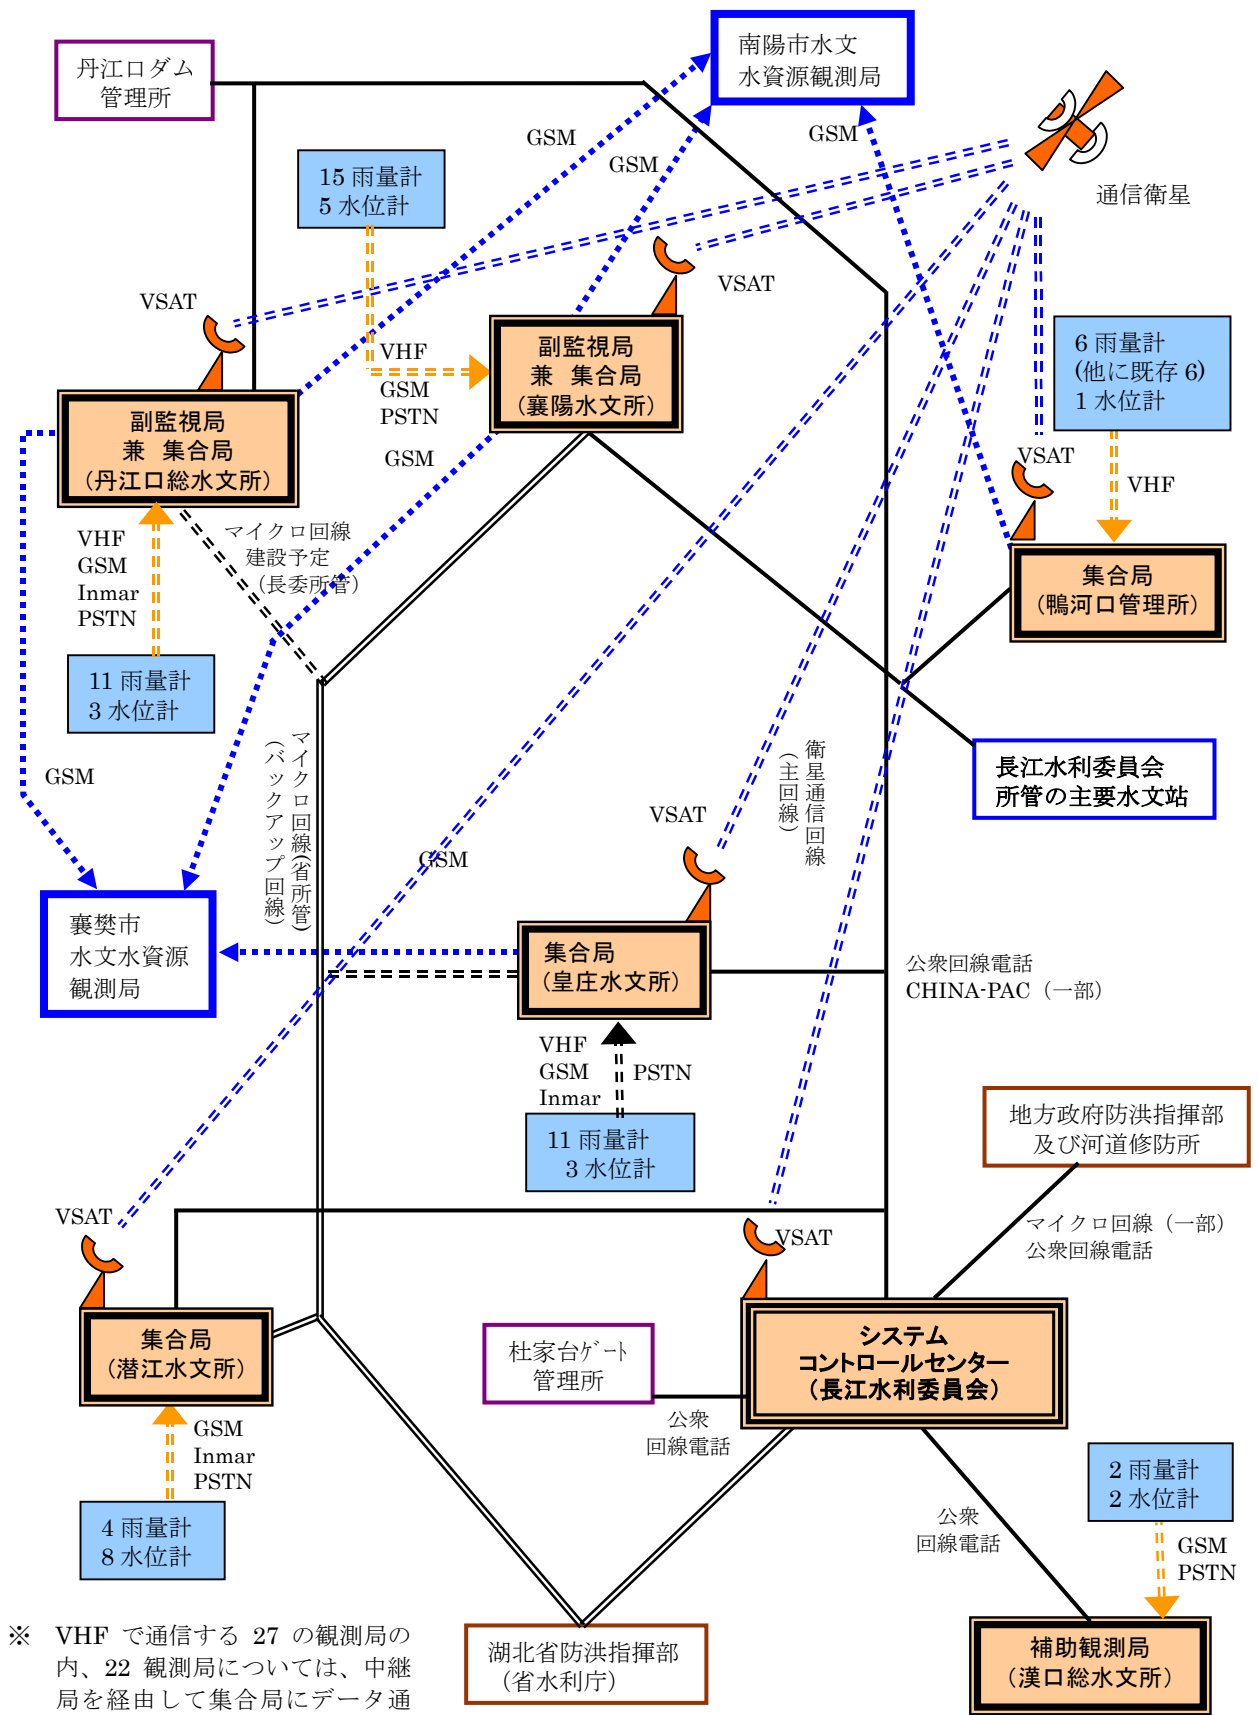 丹江口ダム
管理所
南陽市水文
水資源観測局
通信衛星
GSM
GSM
GSM
15 雨量計
5 水位計
VSAT
VSAT
6 雨量計
(他に既存 6)
1 水位計
VSAT
VHF
VHF
GSM
PSTN
副監視局
兼 集合局
(襄陽水文所)
副監視局
兼 集合局
(丹江口総水文所)
GSM
VHF
GSM
Inmar
PSTN
マイクロ回線
建設予定
(長委所管)
集合局
(鴨河口管理所)
11 雨量計
3 水位計
GSM
マイクロ回線(省所管)
(バックアップ回線)
衛星通信回線
(主回線)
長江水利委員会
所管の主要水文站
VSAT
GSM
襄樊市
水文水資源
観測局
集合局
(皇庄水文所)
公衆回線電話
CHINA-PAC（一部）
VHF
GSM
Inmar
PSTN
11 雨量計
3 水位計
地方政府防洪指揮部
及び河道修防所
マイクロ回線（一部）
公衆回線電話
VSAT
VSAT
集合局
(潜江水文所)
杜家台ｹﾞｰﾄ
管理所
システム
コントロールセンター
(長江水利委員会)
公衆
回線電話
GSM
Inmar
PSTN
4 雨量計
8 水位計
2 雨量計
2 水位計
公衆
回線電話
GSM
PSTN
湖北省防洪指揮部
(省水利庁)
補助観測局
(漢口総水文所)
※ VHF で通信する 27 の観測局の
内、22 観測局については、中継
局を経由して集合局にデータ通